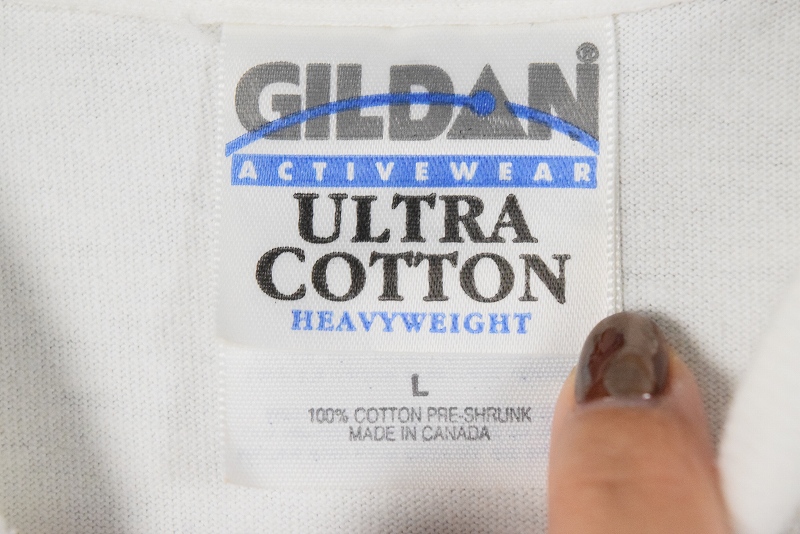 GILDAN®
ACTIVEWEAR
ULTRA
COTTON
HEAVYWEIGHT
L
100% COTTON PRE-SHRUNK
MADE IN CANADA